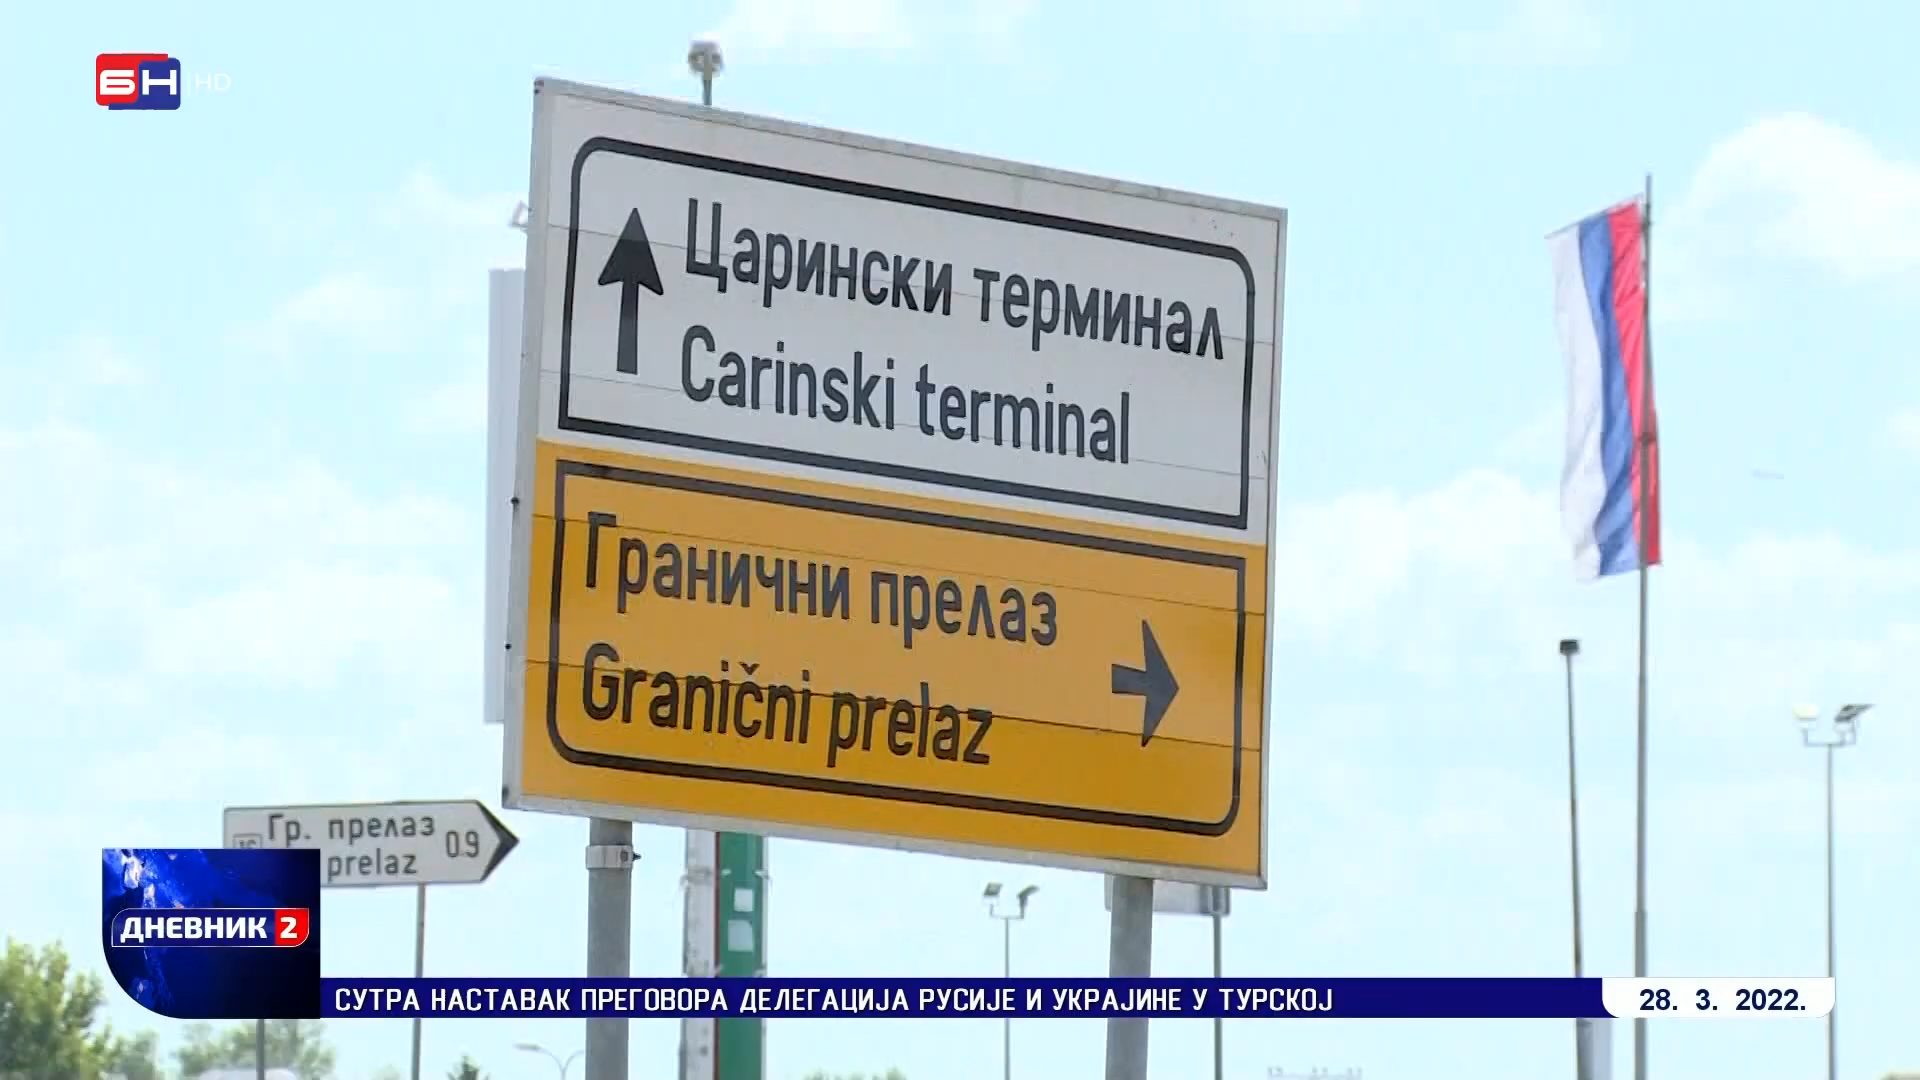 БН HD
Царински терминал
Carinski terminal
Гранични прелаз
Granični prelaz
Гр. прелаз
prelaz
0.9
ДНЕВНИК 2
СУТРА НАСТАВАК ПРЕГОВОРА ДЕЛЕГАЦИЈА РУСИЈЕ И УКРАЈИНЕ У ТУРСКОЈ
28. 3. 2022.